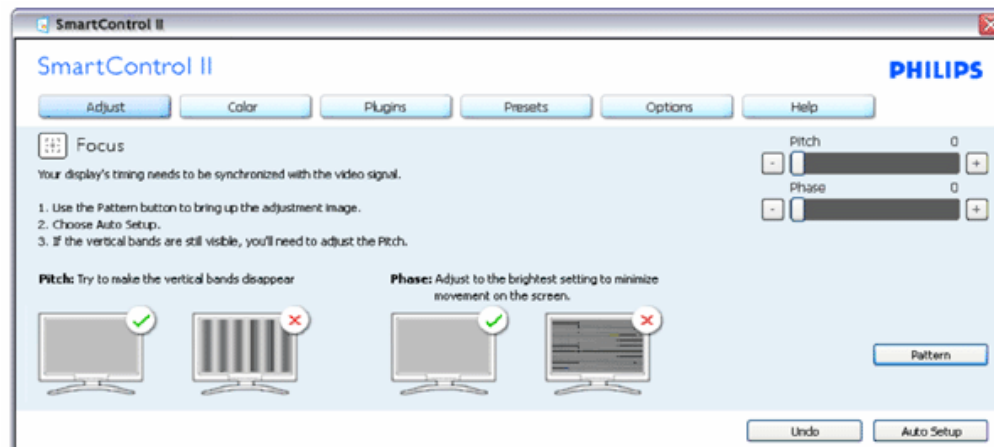 SmartControl II
SmartControl II
PHILIPS
Adjust
Color
Plugins
Presets
Options
Help
Focus
Pitch 0
- +
Your display's timing needs to be synchronized with the video signal.
Phase 0
- +
1. Use the Pattern button to bring up the adjustment image.
2. Choose Auto Setup.
3. If the vertical bands are still visible, you'll need to adjust the Pitch.
Pitch: Try to make the vertical bands disappear
Phase: Adjust to the brightest setting to minimize
movement on the screen.
Pattern
Undo
Auto Setup